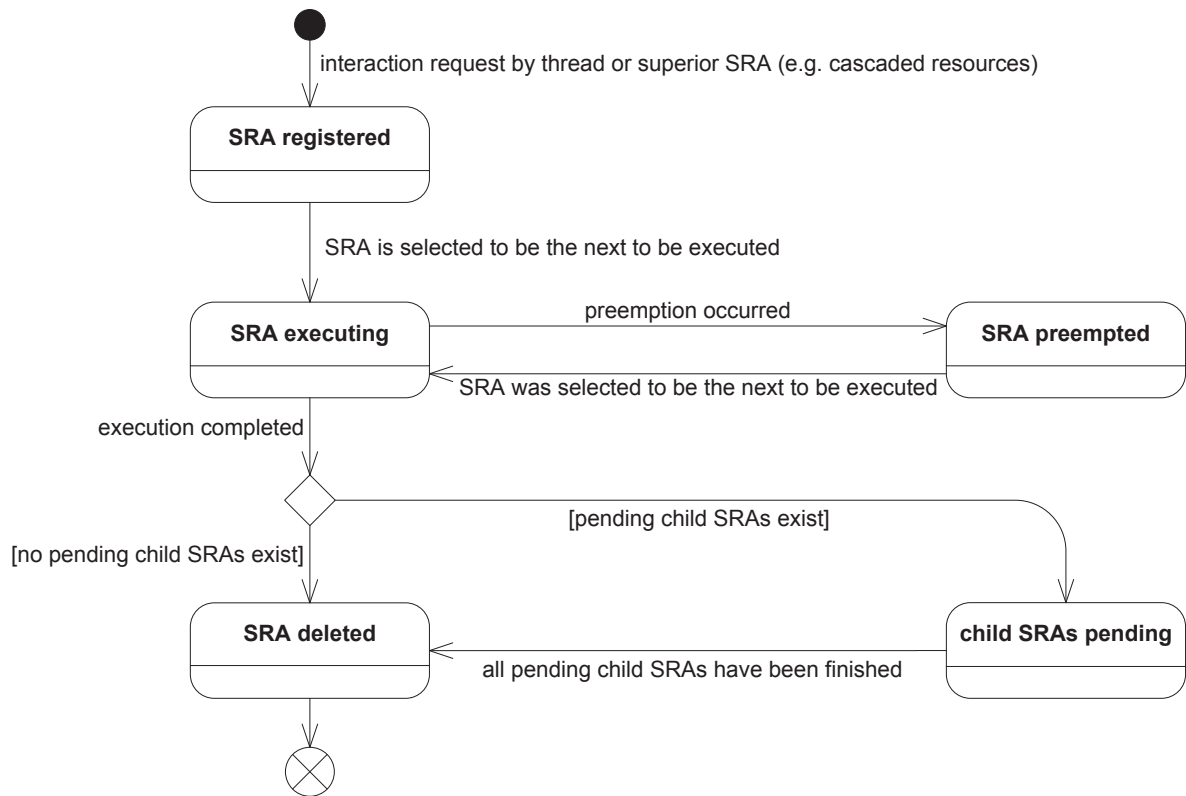 interaction request by thread or superior SRA (e.g. cascaded resources)
SRA registered
SRA is selected to be the next to be executed
SRA executing
preemption occurred
SRA preempted
SRA was selected to be the next to be executed
execution completed
[pending child SRAs exist]
[no pending child SRAs exist]
SRA deleted
child SRAs pending
all pending child SRAs have been finished